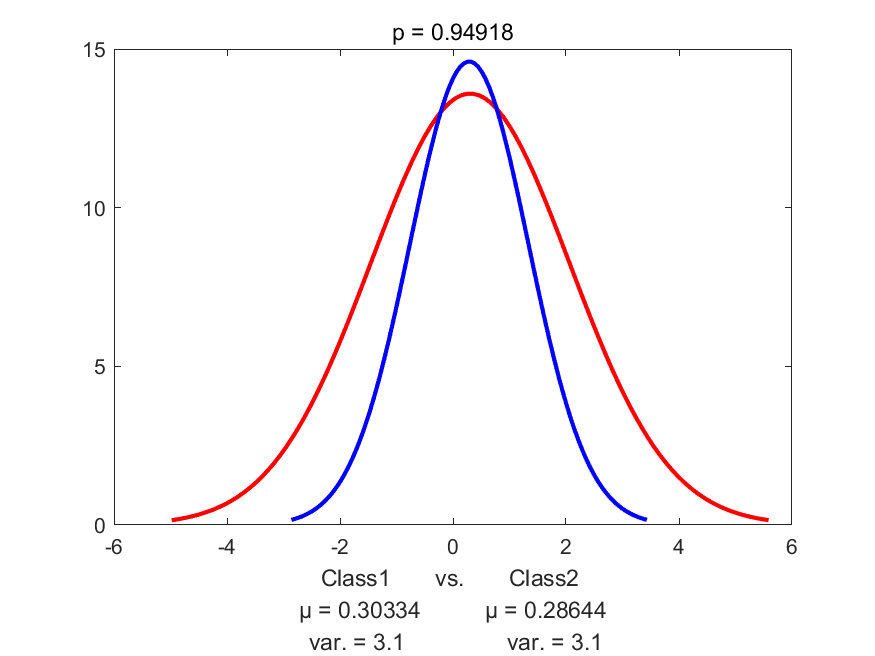 p = 0.94918
15
10
5
0
-6 -4 -2 0 2 4 6
Class1 vs. Class2
μ = 0.30334 μ = 0.28644
var. = 3.1 var. = 3.1